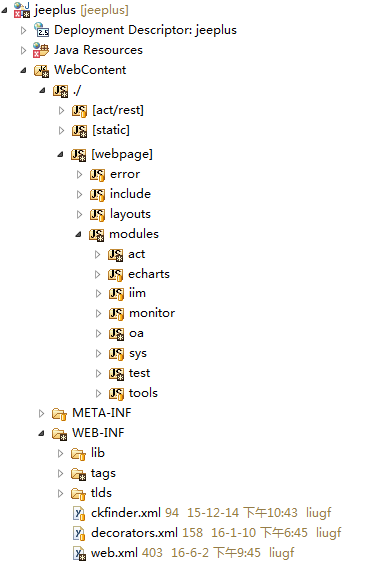 jeeplus [jeeplus]
Deployment Descriptor: jeeplus
Java Resources
WebContent
./
[act/rest]
[static]
[webpage]
error
include
layouts
modules
act
echarts
iim
monitor
oa
sys
test
tools
META-INF
WEB-INF
lib
tags
tlds
ckfinder.xml 94 15-12-14 下午10:43 liugf
decorators.xml 158 16-1-10 下午6:45 liugf
web.xml 403 16-6-2 下午9:45 liugf